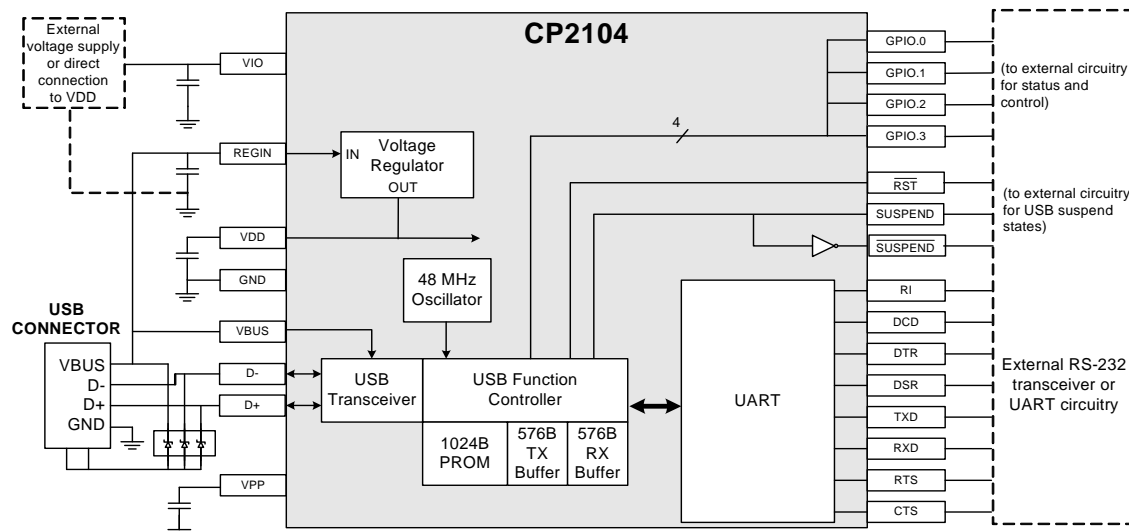 CP2104
External
voltage supply
or direct
connection
to VDD
VIO
REGIN
VDD
GND
VBUS
D-
D+
VPP
IN
Voltage
Regulator
OUT
48 MHz
Oscillator
USB
CONNECTOR
VBUS
D-
D+
GND
USB
Transceiver
USB Function
Controller
1024B
PROM
576B
TX
Buffer
576B
RX
Buffer
UART
4
GPIO.0
GPIO.1
GPIO.2
GPIO.3
RST
SUSPEND
SUSPEND
RI
DCD
DTR
DSR
TXD
RXD
RTS
CTS
(to external circuitry
for status and
control)
(to external circuitry
for USB suspend
states)
External RS-232
transceiver or
UART circuitry